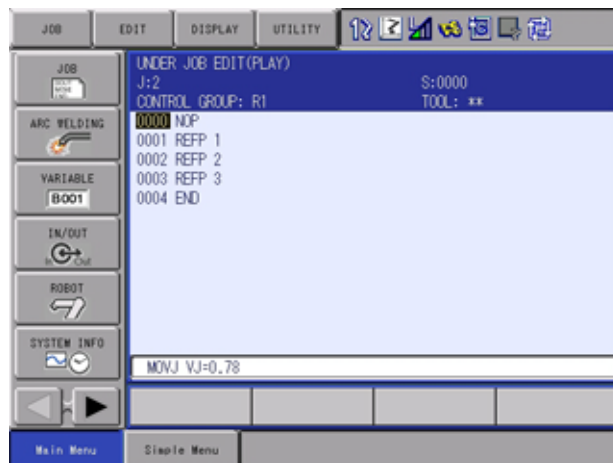 JOB EDIT DISPLAY UTILITY
JOB
ARC WELDING
VARIABLE
B001
IN/OUT
In Out
ROBOT
SYSTEM INFO
UNDER JOB EDIT(PLAY)
J:2 S:0000
CONTROL GROUP: R1 TOOL: **
0000 NOP
0001 REFP 1
0002 REFP 2
0003 REFP 3
0004 END
MOVJ VJ=0.78
Main Menu Simple Menu